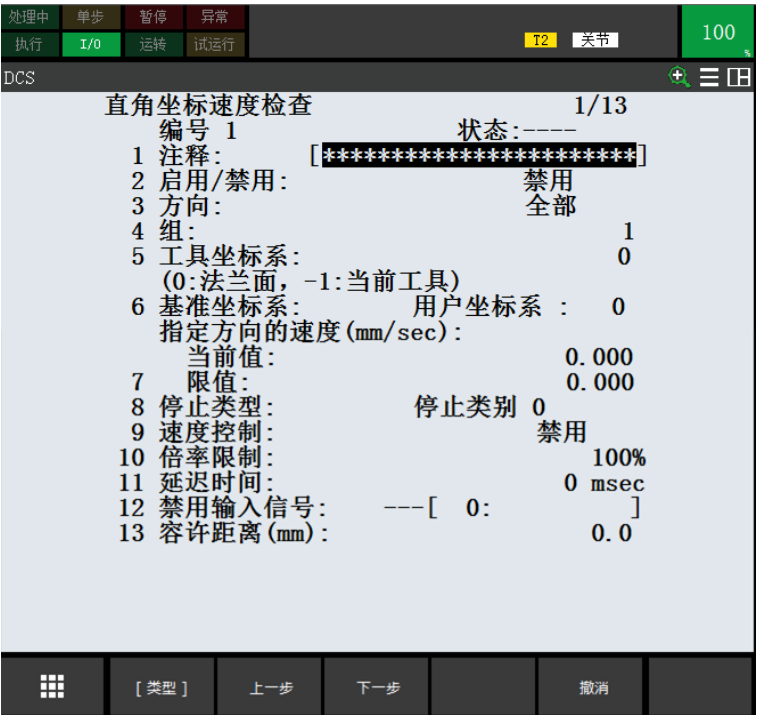 处理中 单步 暂停 异常
执行 I/O 运转 试运行 T2 关节 100 %
DCS
直角坐标速度检查 1/13
编号 1 状态:----
1 注释: [***********************]
2 启用/禁用: 禁用
3 方向: 全部
4 组: 1
5 工具坐标系: 0
(0:法兰面, -1:当前工具)
6 基准坐标系: 用户坐标系 : 0
指定方向的速度(mm/sec):
当前值: 0.000
7 限值: 0.000
8 停止类型: 停止类别 0
9 速度控制: 禁用
10 倍率限制: 100%
11 延迟时间: 0 msec
12 禁用输入信号: ---[ 0: ]
13 容许距离(mm): 0.0
[ 类型 ] 上一步 下一步 撤消